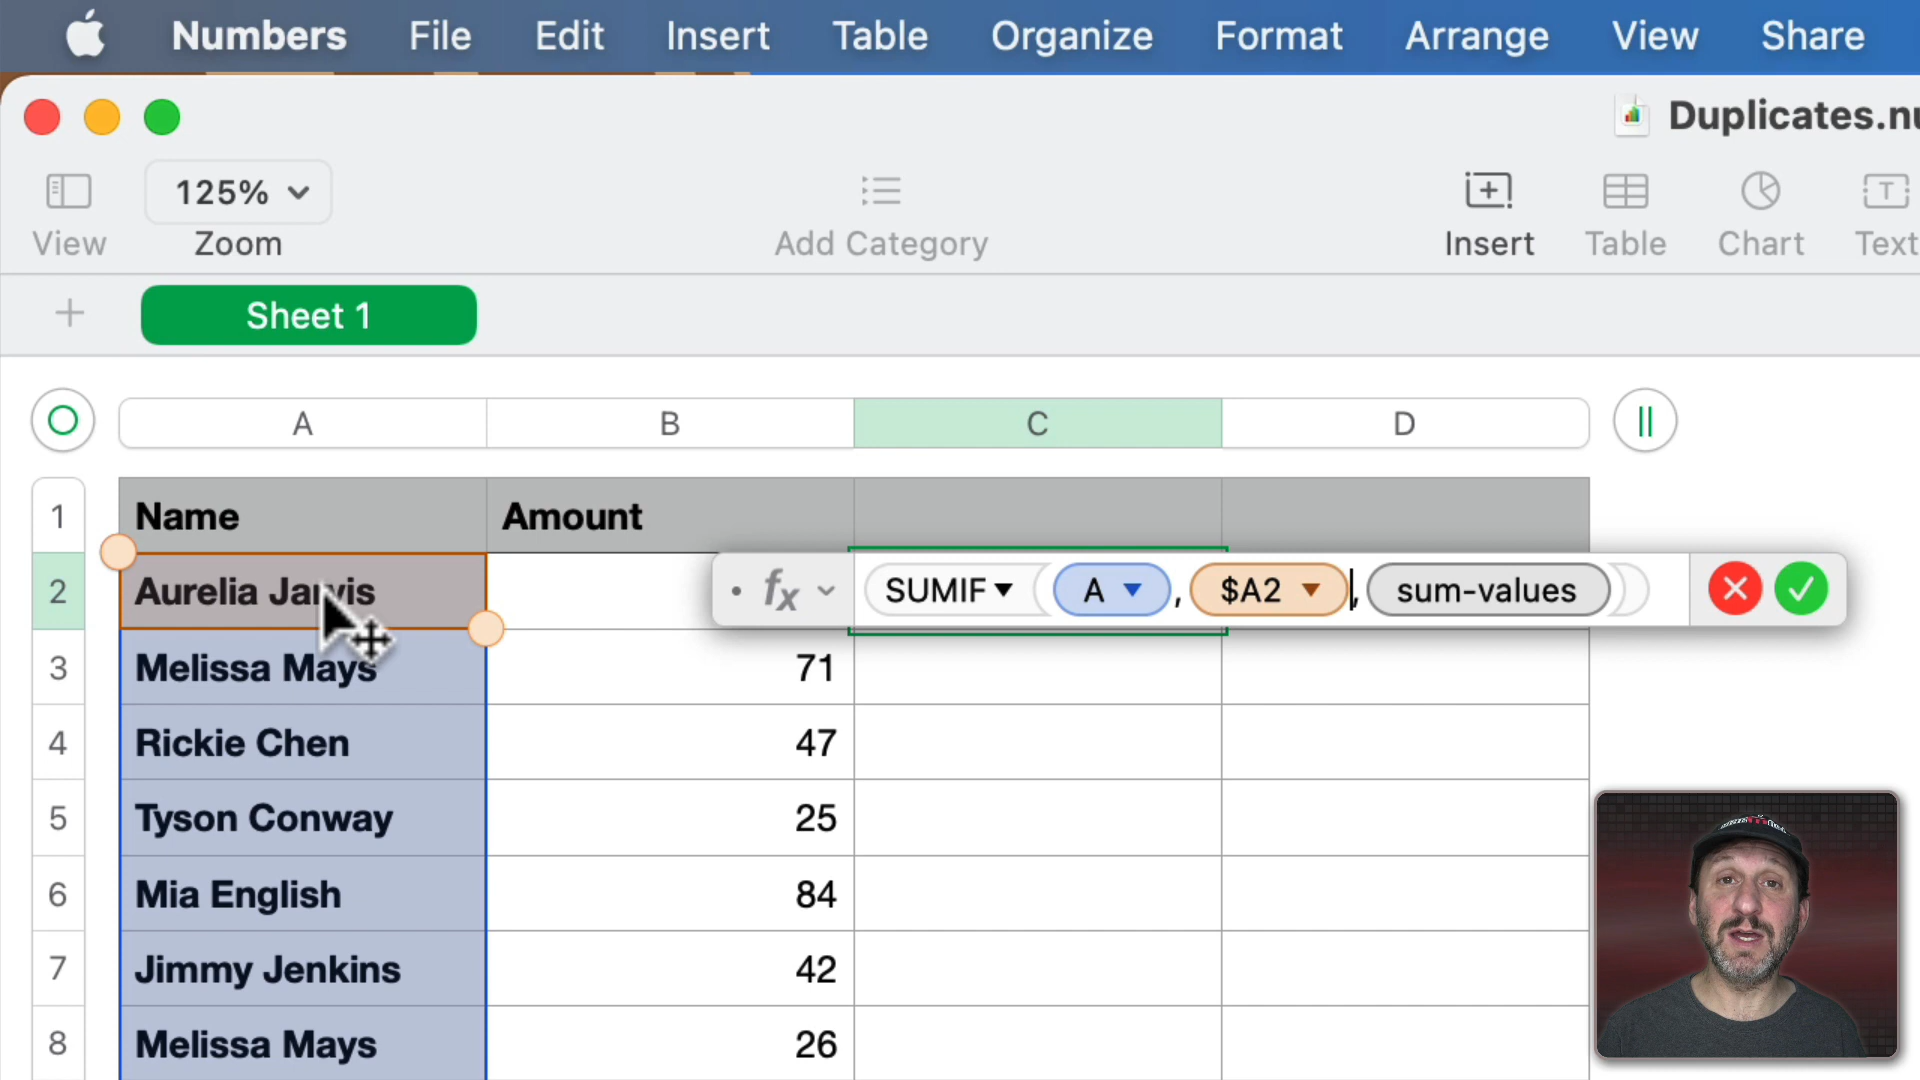 Numbers File Edit Insert Table Organize Format Arrange View Share
Duplicates.nu
125%
View Zoom Add Category Insert Table Chart Text
+ Sheet 1
A B C D
1 Name Amount
2 Aurelia Jarvis fx SUMIF A , $A2 , sum-values
3 Melissa Mays 71
4 Rickie Chen 47
5 Tyson Conway 25
6 Mia English 84
7 Jimmy Jenkins 42
8 Melissa Mays 26